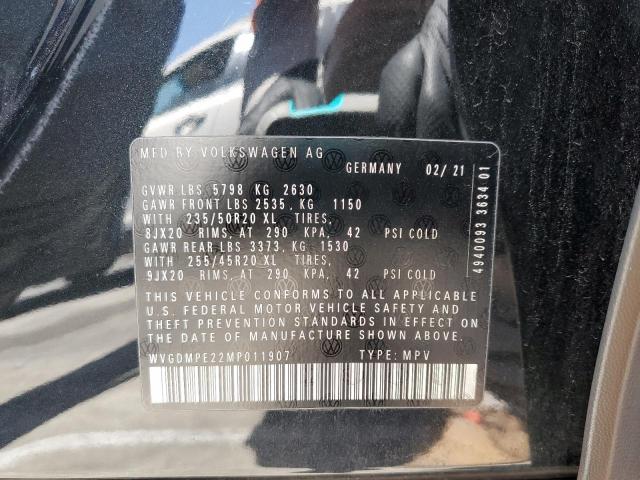 MFD BY VOLKSWAGEN AG
GERMANY 02/21
GVWR LBS 5798 KG 2630
GAWR FRONT LBS 2535, KG 1150
WITH 235/50R20 XL TIRES,
8JX20 RIMS, AT 290 KPA, 42 PSI COLD
GAWR REAR LBS 3373, KG 1530
WITH 255/45R20 XL TIRES,
9JX20 RIMS, AT 290 KPA, 42 PSI COLD
THIS VEHICLE CONFORMS TO ALL APPLICABLE
U.S. FEDERAL MOTOR VEHICLE SAFETY AND
THEFT PREVENTION STANDARDS IN EFFECT ON
THE DATE OF MANUFACTURE SHOWN ABOVE.
WVGDMPE22MP011907 TYPE: MPV
4940093 3634 01